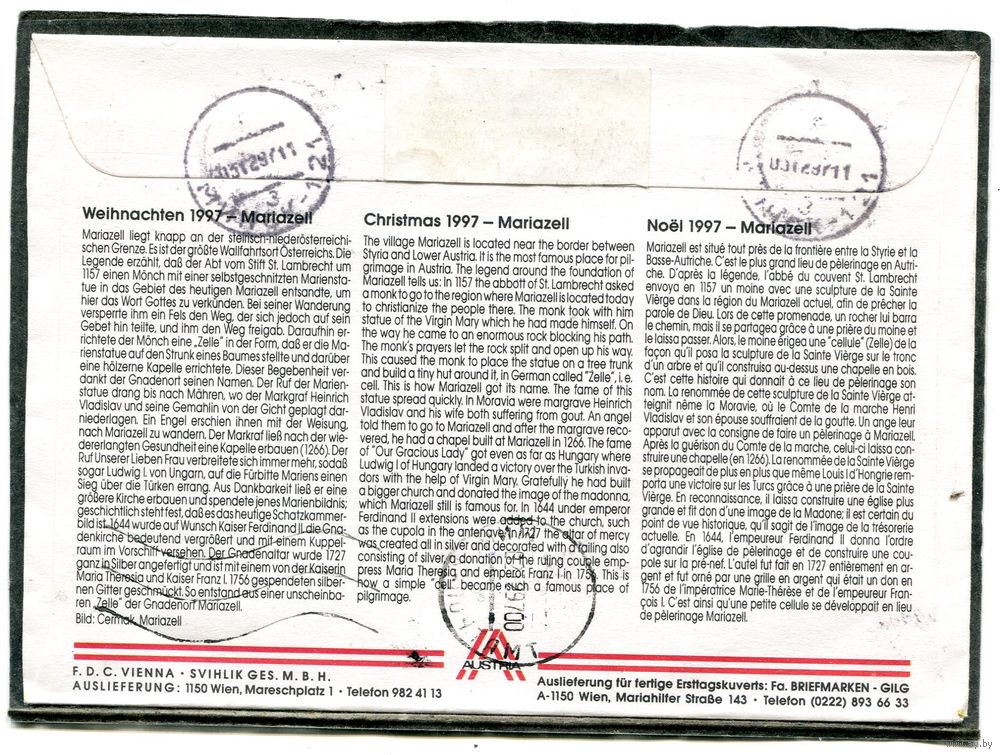 Weihnachten 1997 – Mariazell
Mariazell liegt knapp an der steirisch-niederösterreichi-
schen Grenze. Es ist der größte Wallfahrtsort Österreichs. Die
Legende erzählt, daß der Abt vom Stift St. Lambrecht um
1157 einen Mönch mit einer selbstgeschnitzten Marienstatue in das Gebiet des heutigen Mariazell entsandte, um
hier das Wort Gottes zu verkünden. Bei seiner Wanderung
versperrte ihm ein Fels den Weg, der sich jedoch auf sein
Gebet hin teilte, und ihm den Weg freigab. Daraufhin er-
richtete der Mönch eine „Zelle" in der Form, daß er die Ma-
rienstatue auf den Strunk eines Baumes stellte und darüber
eine hölzerne Kapelle errichtete. Dieser Begebenheit ver-
dankt der Gnadenort seinen Namen. Der Ruf der Marien-
statue drang bis nach Mähren, wo der Markgraf Heinrich
Vladislav und seine Gemahlin von der Gicht geplagt dar-
niederlagen. Ein Engel erschien ihnen mit der Weisung,
nach Mariazell zu wandern. Der Markraf ließ nach der wie-
dererlangten Gesundheit eine Kapelle erbauen (1266). Der
Ruf Unserer Lieben Frau verbreitete sich immer mehr, sodaß
sogar Ludwig I. von Ungarn, auf die Fürbitte Mariens einen
Sieg über die Türken errang. Aus Dankbarkeit ließ er eine
größere Kirche erbauen und spendete jenes Marienbildnis;
geschichtlich steht fest, daß es das heutige Schatzkammer-
bild ist. 1644 wurde auf Wunsch Kaiser Ferdinand II. die Gna-
denkirche bedeutend vergrößert und mit einem Kuppel-
raum im Vorschiff versehen. Der Gnadenaltar wurde 1727
ganz in Silber angefertigt und ist mit einem von der Kaiserin
Maria Theresia und Kaiser Franz I. 1756 gespendeten silber-
nen Gitter geschmückt. So entstand aus einer unscheinba-
ren „Zelle" der Gnadenort Mariazell.
Bild: Cermak, Mariazell
Christmas 1997 – Mariazell
The village Mariazell is located near the border between
Styria and Lower Austria. It is the most famous place for pil-
grimage in Austria. The legend around the foundation of
Mariazell tells us: In 1157 the abbott of St. Lambrecht asked
a monk to go to the region where Mariazell is located today
to christianize the people there. The monk took with him
statue of the Virgin Mary which he had made himself. On
the way he came to an enormous rock blocking his path.
The monk's prayers let the rock split and open up his way.
This caused the monk to place the statue on a tree trunk
and build a tiny hut around it, in German called "Zelle", i. e.
cell. This is how Mariazell got its name. The fame of this
statue spread quickly. In Moravia were margrave Heinrich
Vladislav and his wife both suffering from gout. An angel
told them to go to Mariazell and after the margrave reco-
vered, he had a chapel built at Mariazell in 1266. The fame
of "Our Gracious Lady" got even as far as Hungary where
Ludwig I of Hungary landed a victory over the Turkish inva-
dors with the help of Virgin Mary. Gratefully he had built
a bigger church and donated the image of the madonna,
which Mariazell still is famous for. In 1644 under emperor
Ferdinand II extensions were added to the church, such
as the cupola in the antenave. In 1727 the altar of mercy
was created all in silver and decorated with a railing also
consisting of silver, a donation of the ruling couple emp-
press Maria Theresia and emperor Franz I in 1756. This is
how a simple "cell" became such a famous place of
pilgrimage.
Noël 1997 – Mariazell
Mariazell est situé tout près de la frontière entre la Styrie et la
Basse-Autriche. C'est le plus grand lieu de pèlerinage en Autri-
che. D'après la légende, l'abbé du couvent St. Lambrecht
envoya en 1157 un moine avec une sculpture de la Sainte
Vièrge dans la région du Mariazell actuel, afin de prêcher la
parole de Dieu. Lors de cette promenade, un rocher lui barra
le chemin, mais il se partagea grâce à une prière du moine et
le laissa passer. Alors, le moine érigea une "cellule" (Zelle) de la
façon qu'il posa la sculpture de la Sainte Vièrge sur le tronc
d'un arbre et qu'il construisa au-dessus une chapelle en bois.
C'est cette histoire qui donnait à ce lieu de pèlerinage son
nom. La renommée de cette sculpture de la Sainte Vièrge at-
teignit même la Moravie, où le Comte de la marche Henri
Vladislav et son épouse souffraient de la goutte. Un ange leur
apparut avec la consigne de faire un pèlerinage à Mariazell.
Après la guérison du Comte de la marche, celui-ci laissa con-
struire une chapelle (en 1266). La renommée de la Sainte Vièrge
se propageait de plus en plus que même Louis d'Hongrie rem-
porta une victoire sur les Turcs grâce à une prière de la Sainte
Vièrge. En reconnaissance, il laissa construire une église plus
grande et fit don d'une image de la Madone; il est certain du
point de vue historique, qu'il sagit de l'image de la trésorerie
actuelle. En 1644, l'empereur Ferdinand II donna l'ordre
d'agrandir l'église de pèlerinage et de construire une cou-
pole sur la pré-nef. L'autel fut fait en 1727 entièrement en ar-
gent et fut orné par une grille en argent qui était un don en
1756 de l'impératrice Marie-Thérèse et de l'empereur Fran-
çois I. C'est ainsi qu'une petite cellule se développait en lieu
de pèlerinage Mariazell.
F. D. C. VIENNA · SVIHLIK GES. M. B. H.
AUSLIEFERUNG: 1150 Wien, Mareschplatz 1 · Telefon 982 41 13
AUSTRIA
Auslieferung für fertige Ersttagskuverts: Fa. BRIEFMARKEN - GILG
A-1150 Wien, Mariahilfer Straße 143 · Telefon (0222) 893 66 33